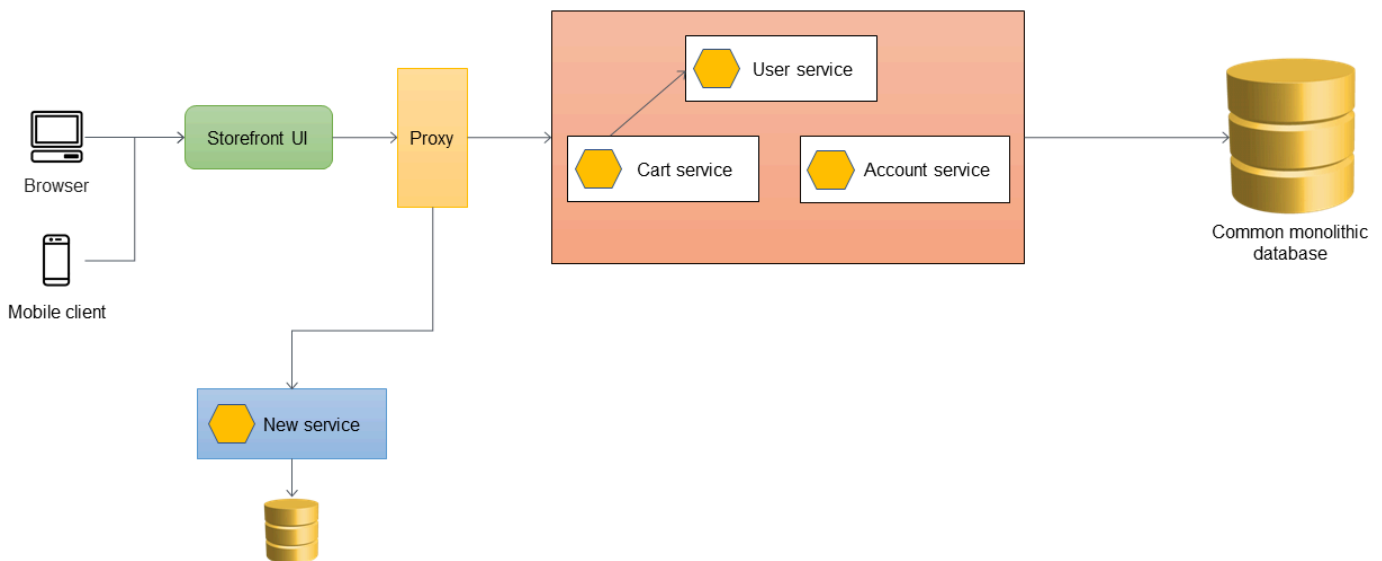 User service
Storefront UI
Proxy
Cart service
Account service
Browser
Common monolithic
database
Mobile client
New service